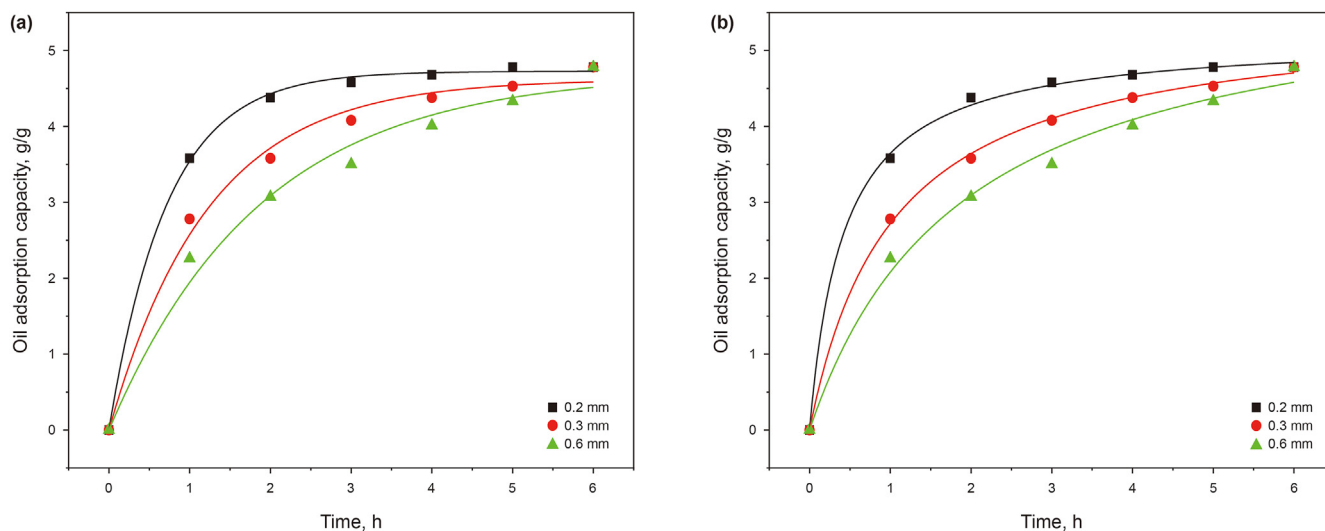 (a)
Oil adsorption capacity, g/g
5
4
3
2
1
0
0.2 mm
0.3 mm
0.6 mm
0 1 2 3 4 5 6
Time, h
(b)
Oil adsorption capacity, g/g
5
4
3
2
1
0
0.2 mm
0.3 mm
0.6 mm
0 1 2 3 4 5 6
Time, h